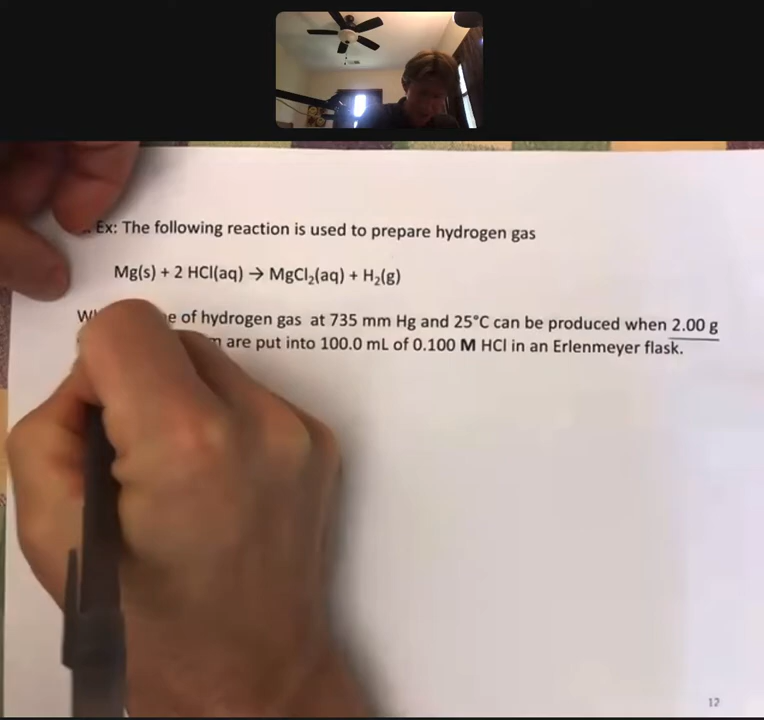 Ex: The following reaction is used to prepare hydrogen gas
Mg(s) + 2 HCl(aq) → MgCl₂(aq) + H₂(g)
of hydrogen gas at 735 mm Hg and 25°C can be produced when 2.00 g
are put into 100.0 mL of 0.100 M HCl in an Erlenmeyer flask.
12